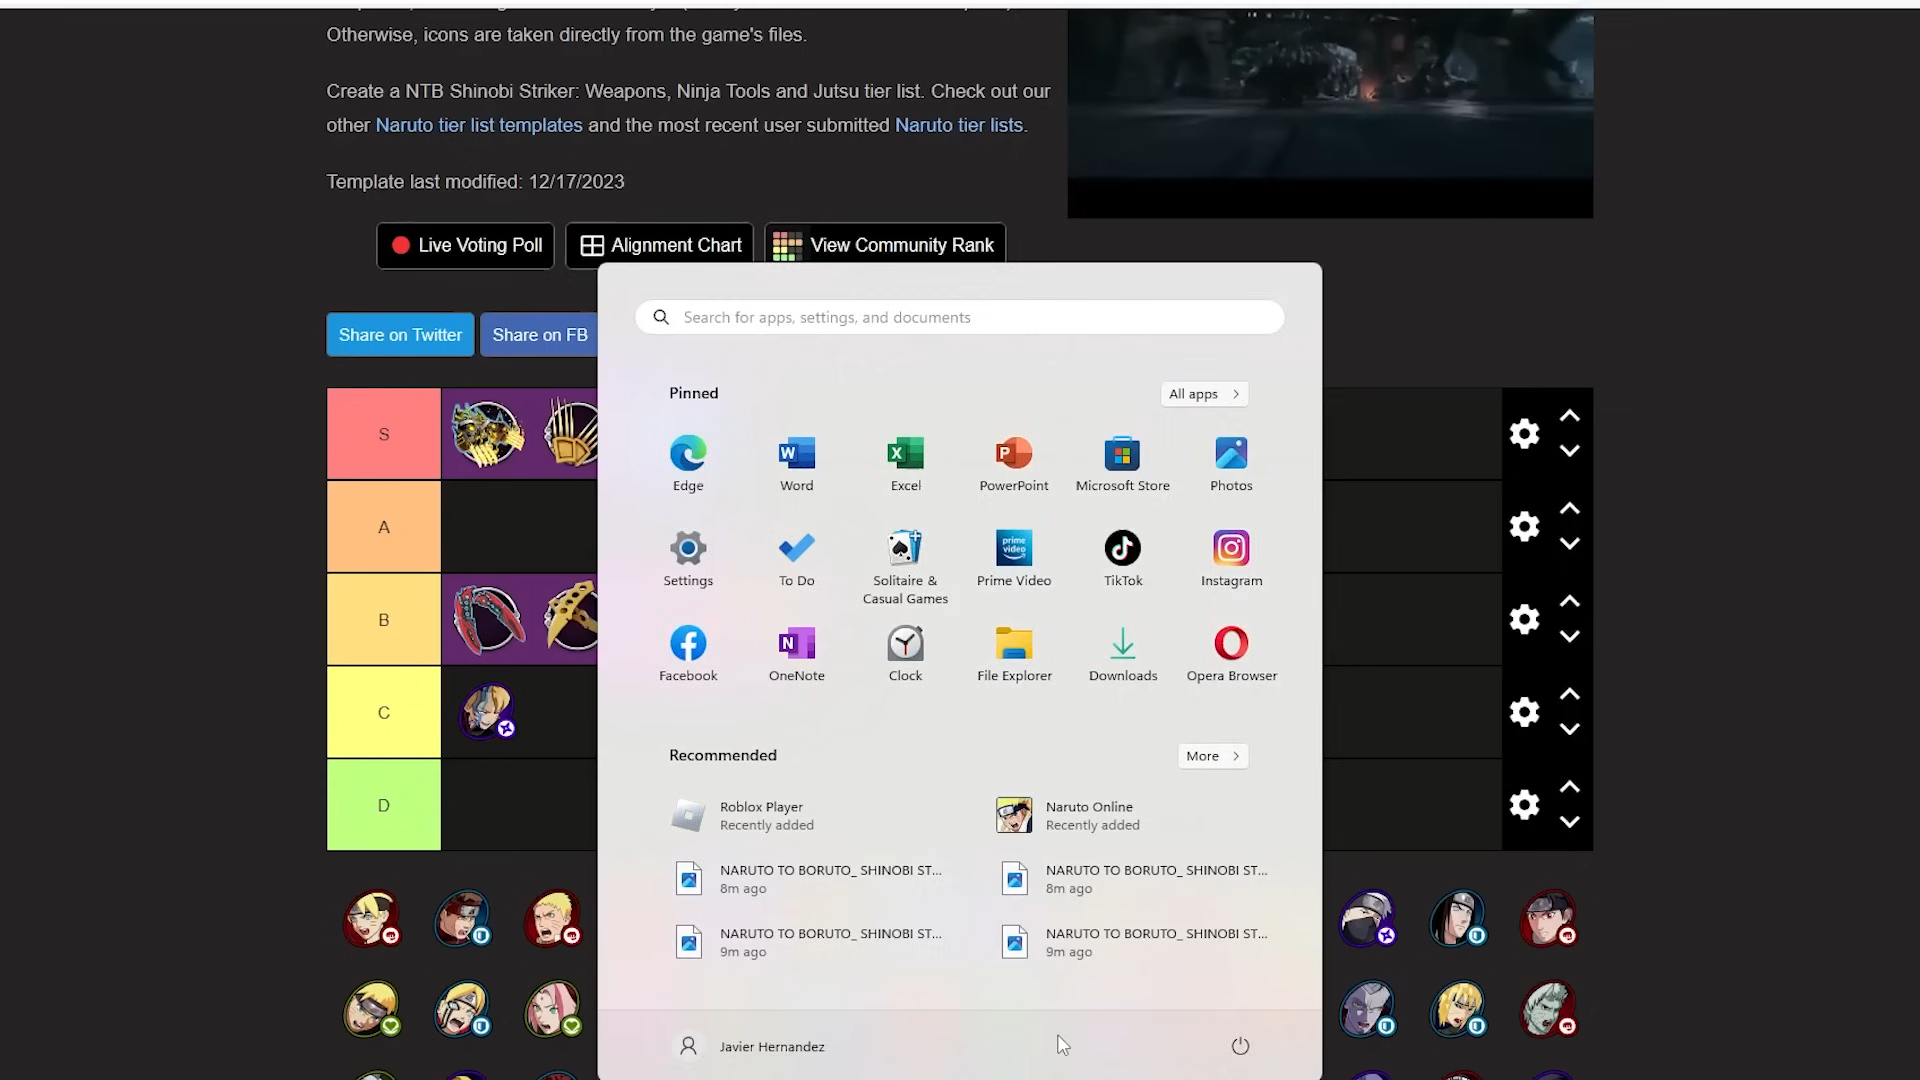 Otherwise, icons are taken directly from the game's files.
Create a NTB Shinobi Striker: Weapons, Ninja Tools and Jutsu tier list. Check out our
other Naruto tier list templates and the most recent user submitted Naruto tier lists.
Template last modified: 12/17/2023
Live Voting Poll
Alignment Chart
View Community Rank
Share on Twitter
Share on FB
S
A
B
C
D
Search for apps, settings, and documents
Pinned
All apps
Edge
Word
Excel
PowerPoint
Microsoft Store
Photos
Settings
To Do
Solitaire &
Casual Games
Prime Video
TikTok
Instagram
Facebook
OneNote
Clock
File Explorer
Downloads
Opera Browser
Recommended
More
Roblox Player
Recently added
Naruto Online
Recently added
NARUTO TO BORUTO_ SHINOBI ST...
8m ago
NARUTO TO BORUTO_ SHINOBI ST...
8m ago
NARUTO TO BORUTO_ SHINOBI ST...
9m ago
NARUTO TO BORUTO_ SHINOBI ST...
9m ago
Javier Hernandez